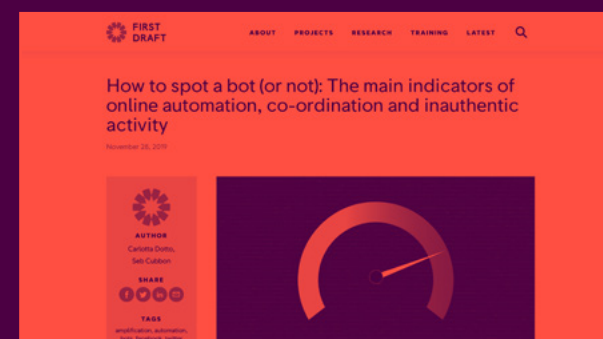 FIRST
DRAFT
ABOUT PROJECTS RESEARCH TRAINING LATEST
How to spot a bot (or not): The main indicators of
online automation, co-ordination and inauthentic
activity
November 28, 2019
AUTHOR
Carlotta Dotto,
Seb Cubbon
SHARE
TAGS
amplification, automation,